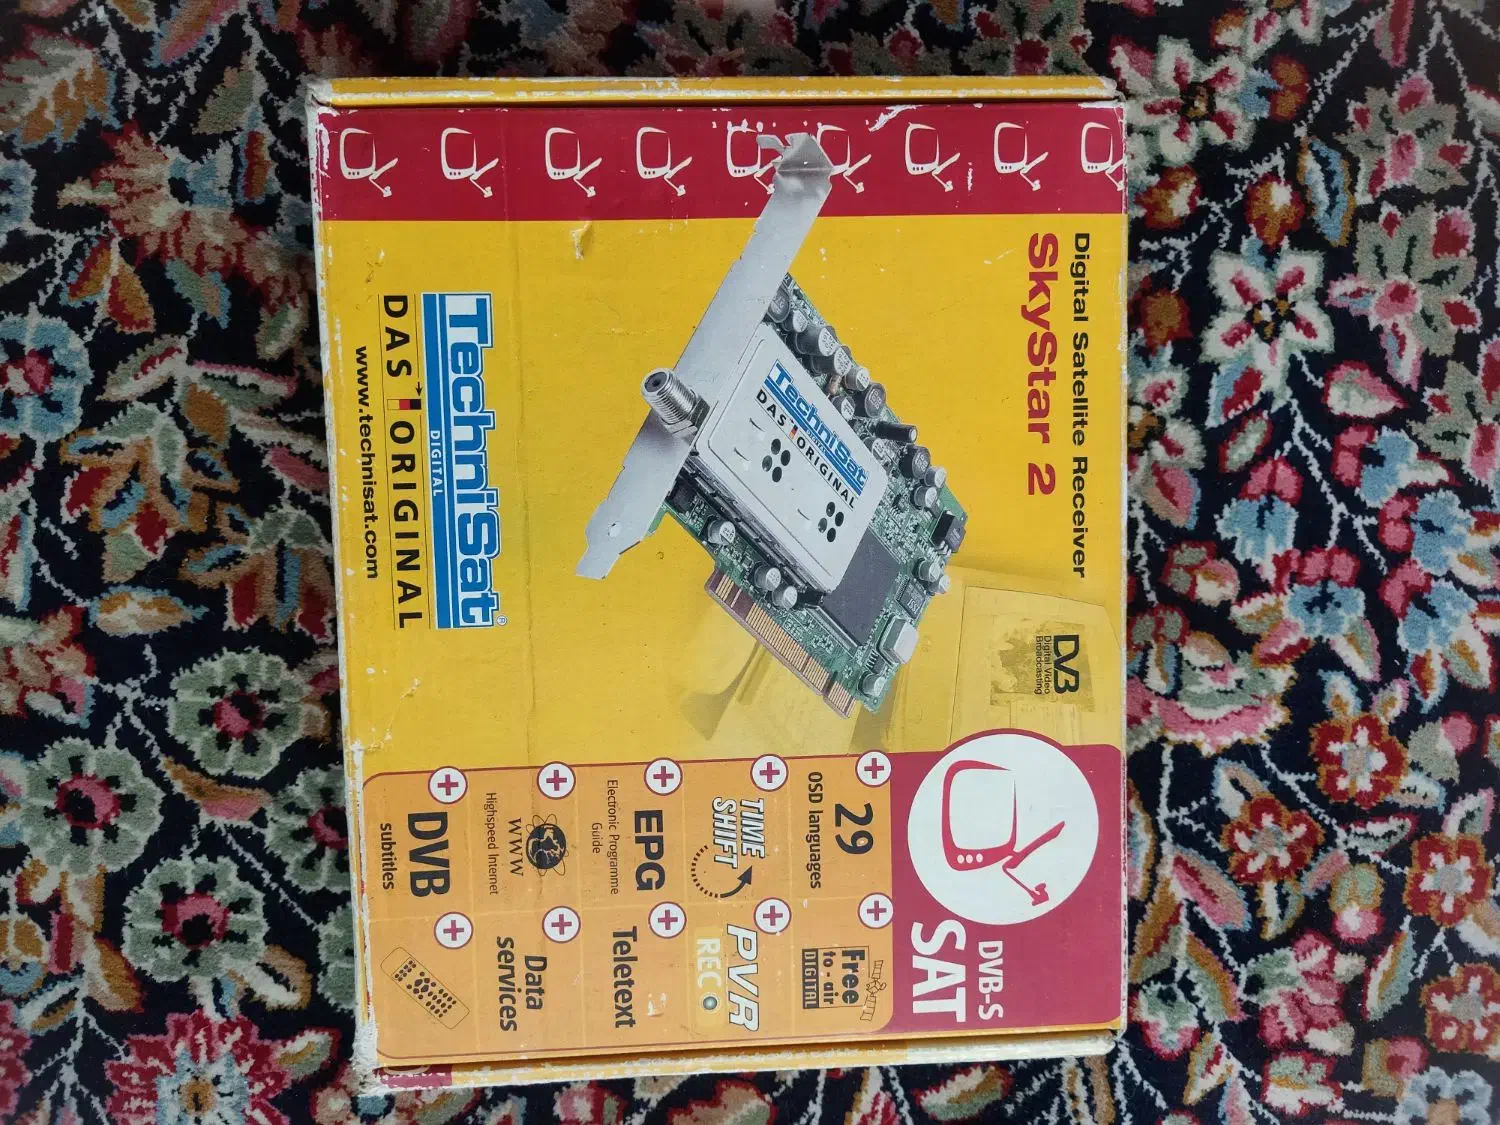 Digital Satellite Receiver
SkyStar 2
DVB
Digital Video
Broadcasting
TechniSat
DIGITAL
DAS ORIGINAL
TechniSat®
DIGITAL
DAS ORIGINAL
www.technisat.com
DVB-S
SAT
29
OSD languages
Free
to-air
DIGITAL
TIME
SHIFT
PVR
REC
EPG
Electronic Programme
Guide
Teletext
WWW
Highspeed Internet
Data
services
DVB
subtitles